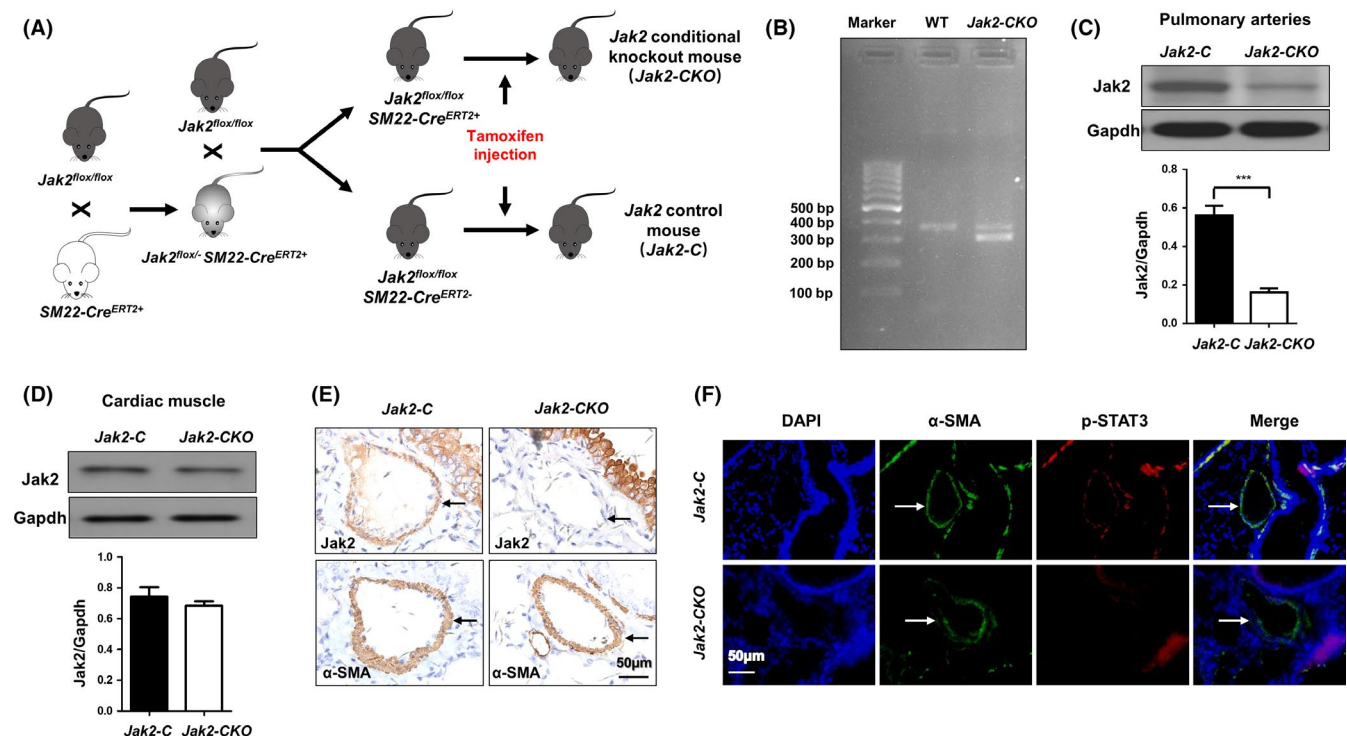 (A)
Jak2flox/flox
X
SM22-CreERT2+
Jak2flox/flox
X
Jak2flox/- SM22-CreERT2+
Jak2flox/flox
SM22-CreERT2+
Tamoxifen
injection
Jak2flox/flox
SM22-CreERT2-
Jak2 conditional
knockout mouse
(Jak2-CKO)
Jak2 control
mouse
(Jak2-C)
(B)
Marker WT Jak2-CKO
500 bp
400 bp
300 bp
200 bp
100 bp
(C)
Pulmonary arteries
Jak2-C Jak2-CKO
Jak2
Gapdh
***
Jak2/Gapdh
0.8
0.6
0.4
0.2
0.0
Jak2-C Jak2-CKO
(D)
Cardiac muscle
Jak2-C Jak2-CKO
Jak2
Gapdh
Jak2/Gapdh
1.0
0.8
0.6
0.4
0.2
0.0
Jak2-C Jak2-CKO
(E)
Jak2-C Jak2-CKO
Jak2 Jak2
α-SMA α-SMA
50μm
(F)
DAPI α-SMA p-STAT3 Merge
Jak2-C
Jak2-CKO
50μm